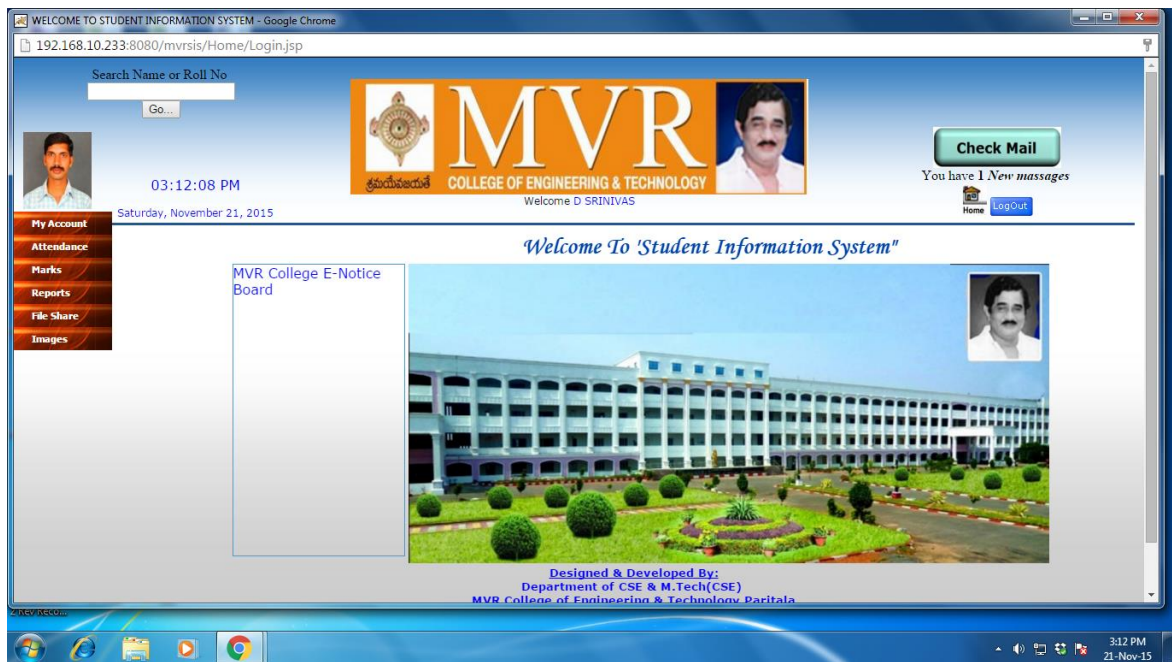 WELCOME TO STUDENT INFORMATION SYSTEM - Google Chrome
192.168.10.233:8080/mvrsis/Home/Login.jsp
Search Name or Roll No
Go...
MVR
శ్రమయేవజయతే COLLEGE OF ENGINEERING & TECHNOLOGY
Welcome D SRINIVAS
Check Mail
You have 1 New massages
Home LogOut
03:12:08 PM
Saturday, November 21, 2015
My Account
Attendance
Marks
Reports
File Share
Images
Welcome To 'Student Information System"
MVR College E-Notice
Board
Designed & Developed By:
Department of CSE & M.Tech(CSE)
MVR College of Engineering & Technology Paritala
3:12 PM
21-Nov-15